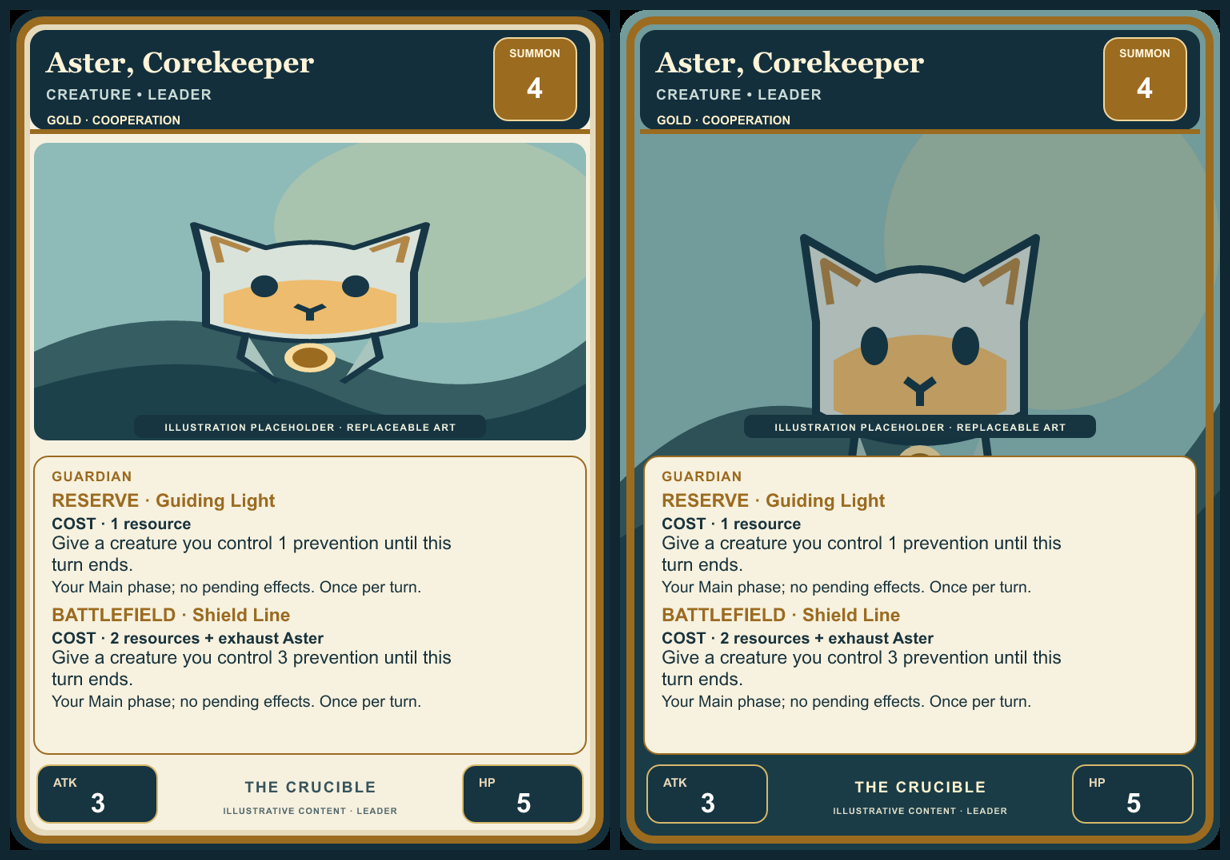 Aster, Corekeeper
CREATURE • LEADER
GOLD · COOPERATION
SUMMON
4
ILLUSTRATION PLACEHOLDER · REPLACEABLE ART
GUARDIAN
RESERVE · Guiding Light
COST · 1 resource
Give a creature you control 1 prevention until this
turn ends.
Your Main phase; no pending effects. Once per turn.
BATTLEFIELD · Shield Line
COST · 2 resources + exhaust Aster
Give a creature you control 3 prevention until this
turn ends.
Your Main phase; no pending effects. Once per turn.
ATK
3
THE CRUCIBLE
ILLUSTRATIVE CONTENT · LEADER
HP
5
Aster, Corekeeper
CREATURE • LEADER
GOLD · COOPERATION
SUMMON
4
ILLUSTRATION PLACEHOLDER · REPLACEABLE ART
GUARDIAN
RESERVE · Guiding Light
COST · 1 resource
Give a creature you control 1 prevention until this
turn ends.
Your Main phase; no pending effects. Once per turn.
BATTLEFIELD · Shield Line
COST · 2 resources + exhaust Aster
Give a creature you control 3 prevention until this
turn ends.
Your Main phase; no pending effects. Once per turn.
ATK
3
THE CRUCIBLE
ILLUSTRATIVE CONTENT · LEADER
HP
5